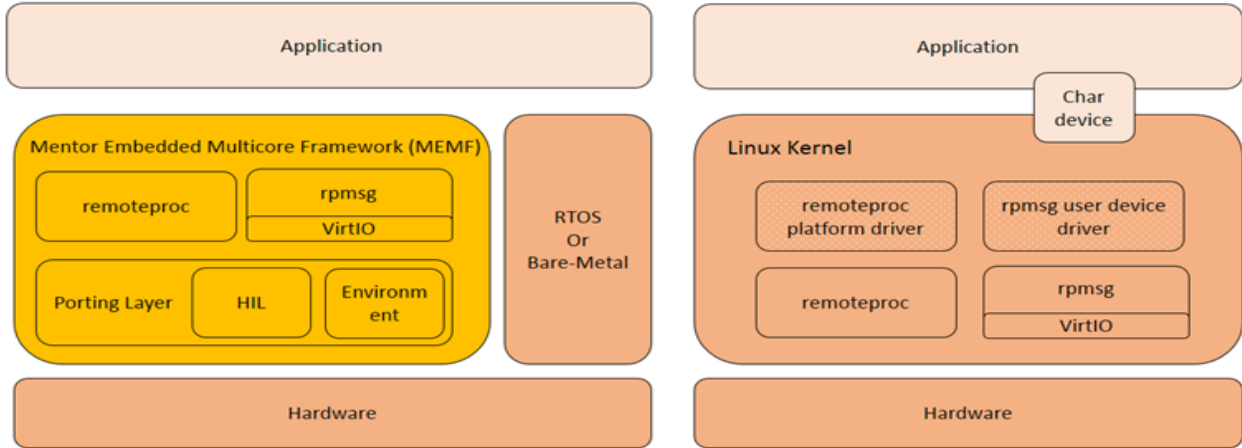 Application
Mentor Embedded Multicore Framework (MEMF)
remoteproc
rpmsg
VirtIO
Porting Layer
HIL
Environm
ent
RTOS
Or
Bare-Metal
Hardware
Application
Char
device
Linux Kernel
remoteproc
platform driver
rpmsg user device
driver
remoteproc
rpmsg
VirtIO
Hardware